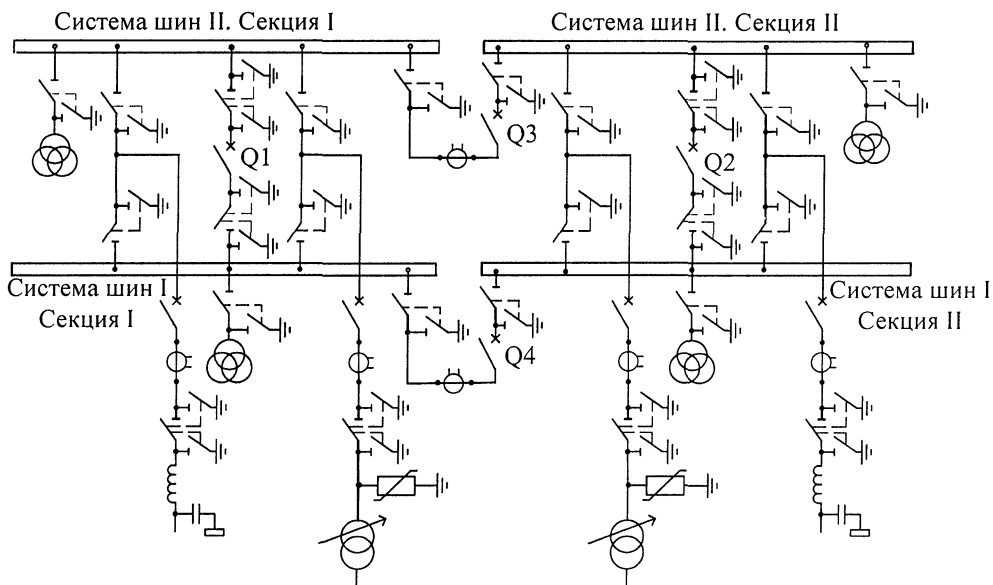 Система шин II. Секция I
Система шин II. Секция II
Q3
Q1
Q2
Система шин I
Секция I
Система шин I
Секция II
Q4